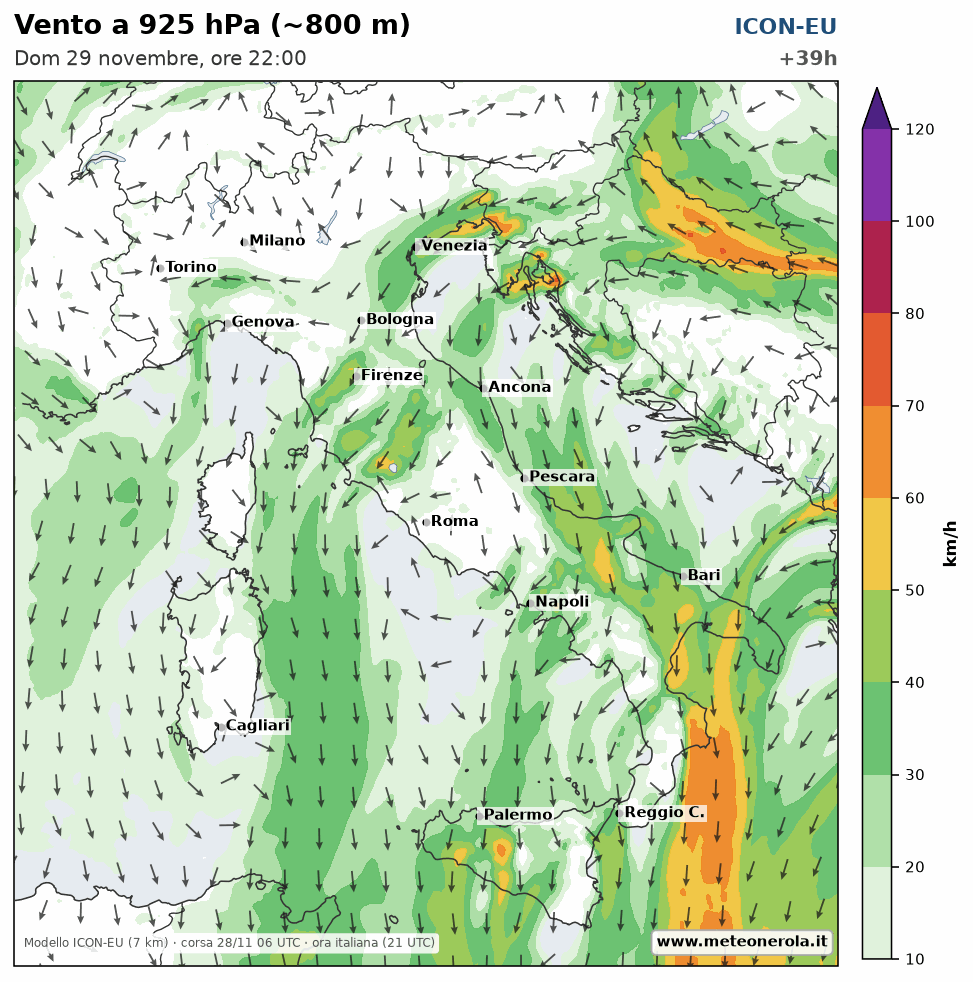 Vento a 925 hPa (~800 m)
ICON-EU
Dom 29 novembre, ore 22:00
+39h
120
100
80
70
60
50
40
30
20
10
km/h
Milano
Venezia
Torino
Genova
Bologna
Firenze
Ancona
Pescara
Roma
Bari
Napoli
Cagliari
Palermo
Reggio C.
Modello ICON-EU (7 km) · corsa 28/11 06 UTC · ora italiana (21 UTC)
www.meteonerola.it